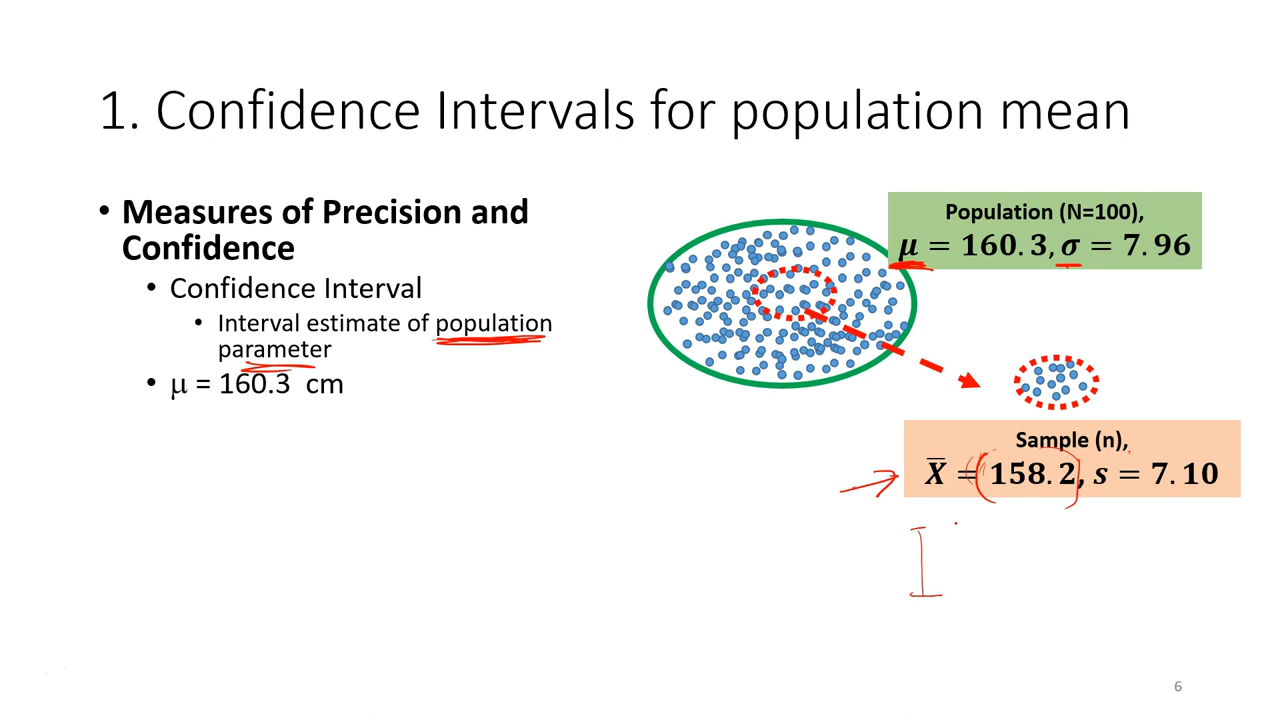 1. Confidence Intervals for population mean
• Measures of Precision and
Confidence
• Confidence Interval
• Interval estimate of population
parameter
• μ = 160.3 cm
Population (N=100),
μ = 160.3, σ = 7.96
Sample (n),
X̅ = 158.2, s = 7.10
6